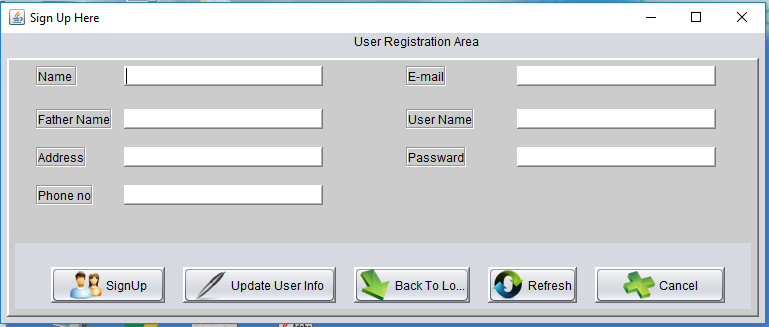 Sign Up Here
User Registration Area
Name
E-mail
Father Name
User Name
Address
Passward
Phone no
SignUp
Update User Info
Back To Lo...
Refresh
Cancel